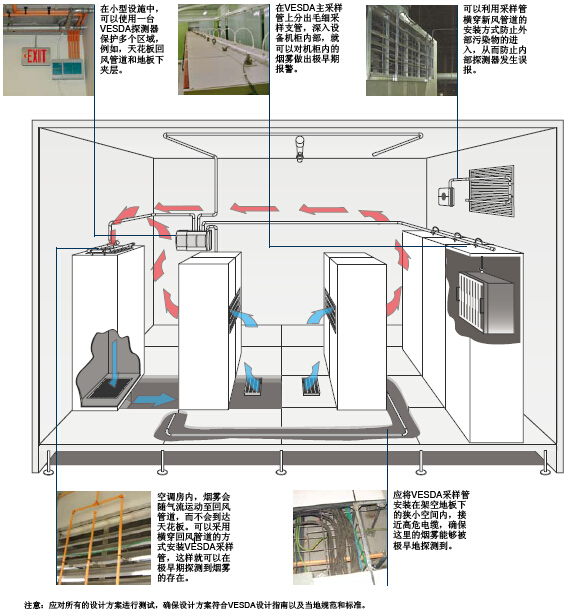 EXIT
在小型设施中，
可以使用一台
VESDA探测器
保护多个区域，
例如，天花板回
风管道和地板下
夹层。
在VESDA主采样
管上分出毛细采
样支管，深入设
备机柜内部，就
可以对机柜内的
烟雾做出极早期
报警。
可以利用采样管
横穿新风管道的
安装方式防止外
部污染物的进
入，从而防止内
部探测器发生误
报。
空调房内，烟雾会
随气流运动至回风
管道，而不会到达
天花板。可以采用
横穿回风管道的方
式安装VESDA采样
管，这样就可以在
极早期探测到烟雾
的存在。
应将VESDA采样管
安装在架空地板下
的狭小空间内，接
近高危电缆，确保
这里的烟雾能够被
极早地探测到。
注意：应对所有的设计方案进行测试，确保设计方案符合VESDA设计指南以及当地规范和标准。